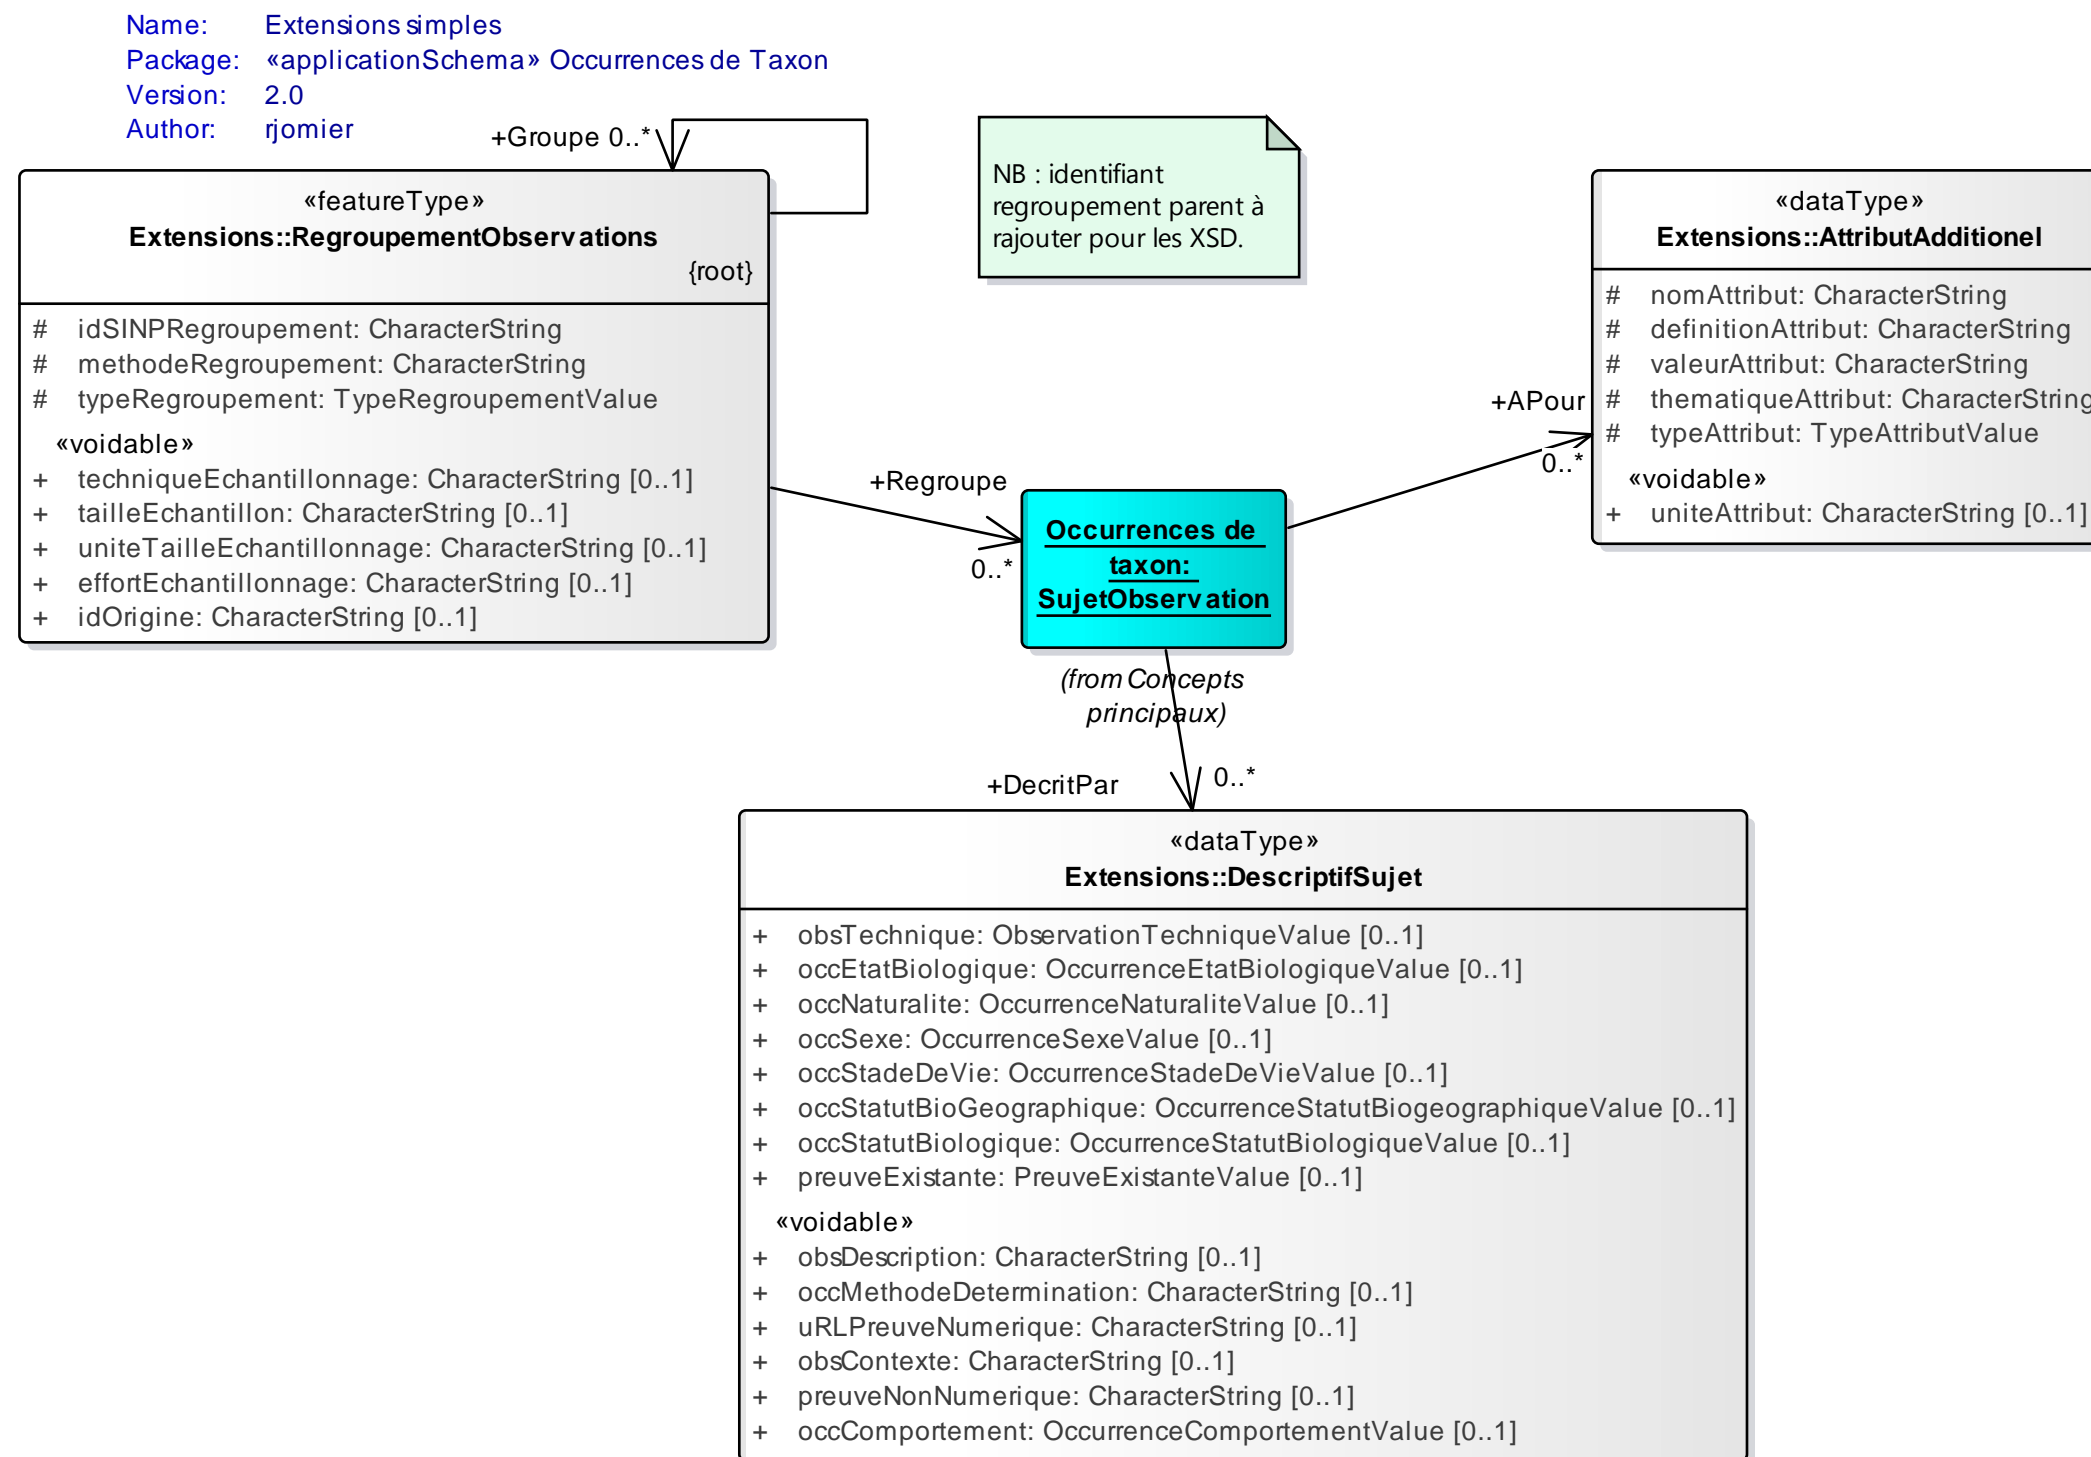 Name: Extensions simples
Package: «applicationSchema» Occurrences de Taxon
Version: 2.0
Author: rjomier
+Groupe 0..*
«featureType»
Extensions::RegroupementObservations
{root}
# idSINPRegroupement: CharacterString
# methodeRegroupement: CharacterString
# typeRegroupement: TypeRegroupementValue
«voidable»
+ techniqueEchantillonnage: CharacterString [0..1]
+ tailleEchantillon: CharacterString [0..1]
+ uniteTailleEchantillonnage: CharacterString [0..1]
+ effortEchantillonnage: CharacterString [0..1]
+ idOrigine: CharacterString [0..1]
NB : identifiant
regroupement parent à
rajouter pour les XSD.
«dataType»
Extensions::AttributAdditionel
# nomAttribut: CharacterString
# definitionAttribut: CharacterString
# valeurAttribut: CharacterString
# thematiqueAttribut: CharacterString
# typeAttribut: TypeAttributValue
«voidable»
+ uniteAttribut: CharacterString [0..1]
+APour
0..*
+Regroupe
0..*
Occurrences de
taxon:
SujetObservation
(from Concepts
principaux)
+DecritPar
0..*
«dataType»
Extensions::DescriptifSujet
+ obsTechnique: ObservationTechniqueValue [0..1]
+ occEtatBiologique: OccurrenceEtatBiologiqueValue [0..1]
+ occNaturalite: OccurrenceNaturaliteValue [0..1]
+ occSexe: OccurrenceSexeValue [0..1]
+ occStadeDeVie: OccurrenceStadeDeVieValue [0..1]
+ occStatutBioGeographique: OccurrenceStatutBiogeographiqueValue [0..1]
+ occStatutBiologique: OccurrenceStatutBiologiqueValue [0..1]
+ preuveExistante: PreuveExistanteValue [0..1]
«voidable»
+ obsDescription: CharacterString [0..1]
+ occMethodeDetermination: CharacterString [0..1]
+ uRLPreuveNumerique: CharacterString [0..1]
+ obsContexte: CharacterString [0..1]
+ preuveNonNumerique: CharacterString [0..1]
+ occComportement: OccurrenceComportementValue [0..1]